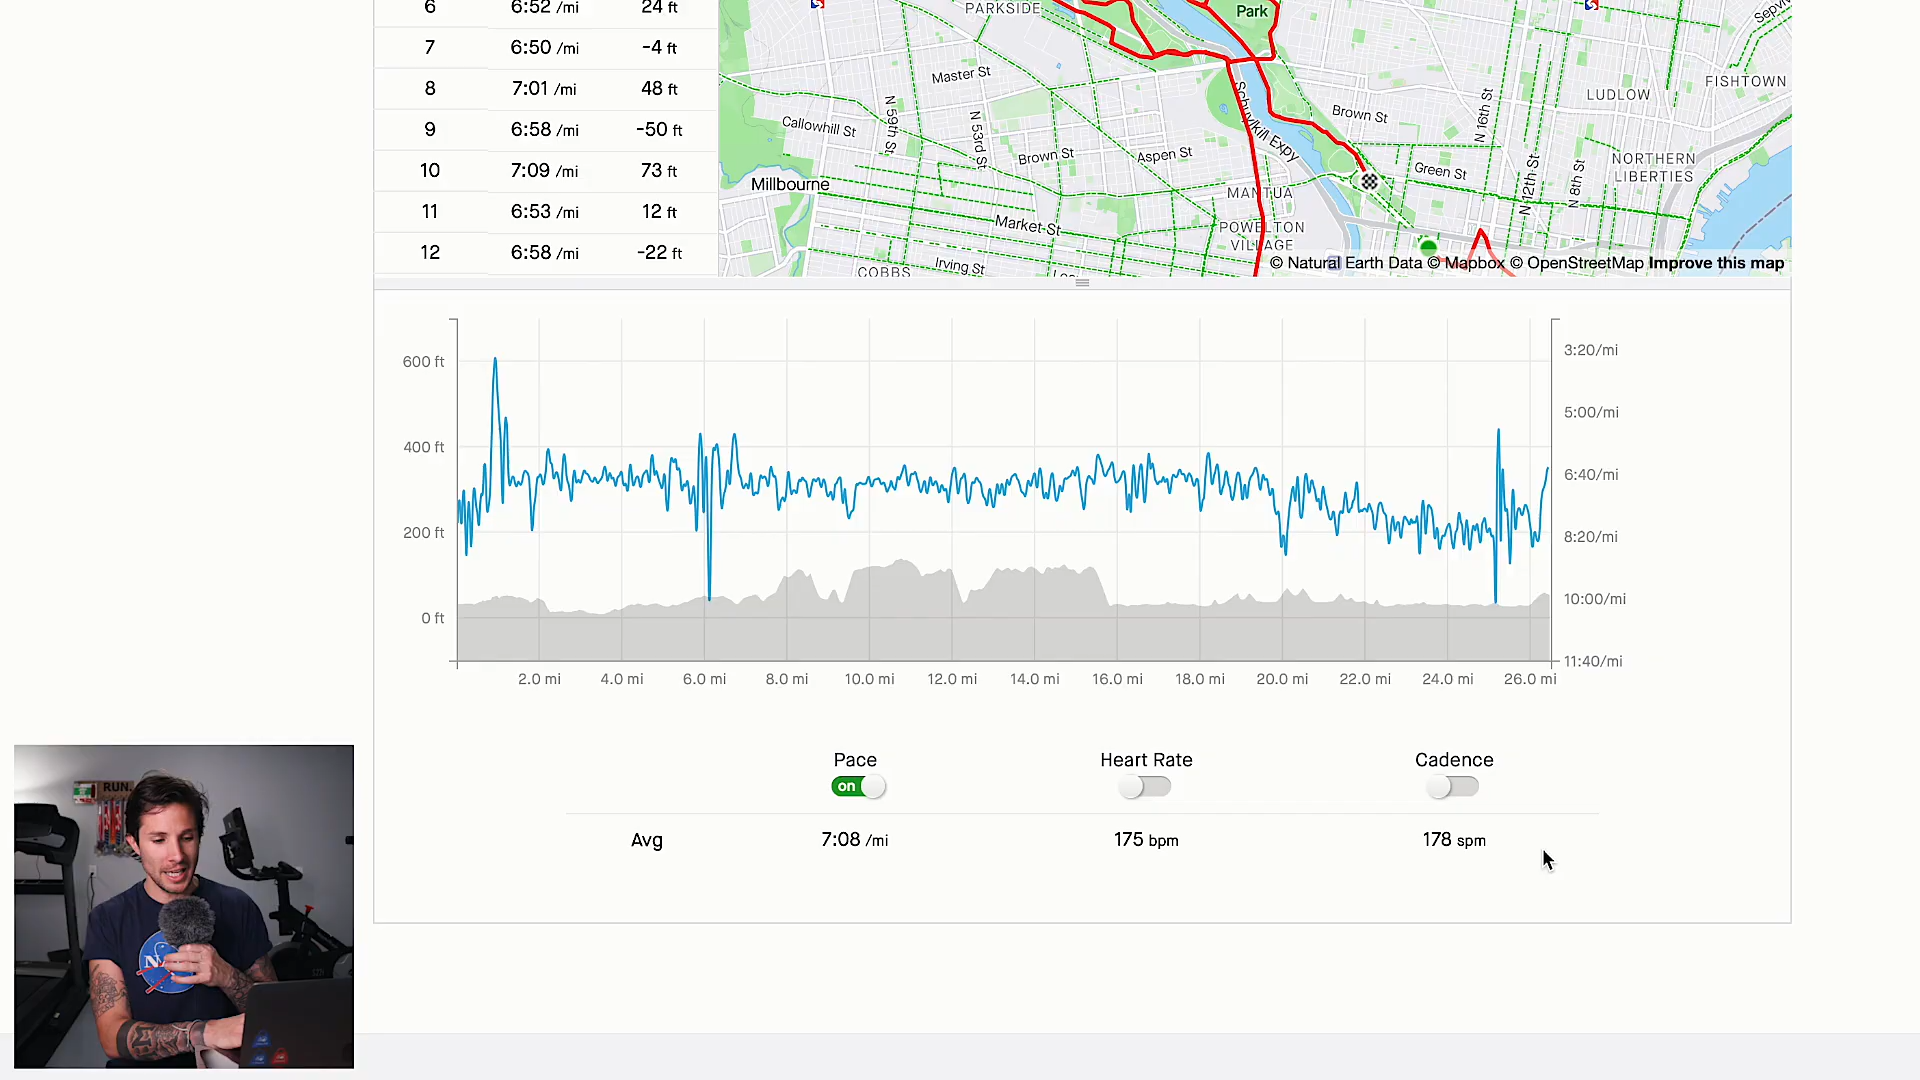 6 6:52 /mi 24 ft
7 6:50 /mi -4 ft
8 7:01 /mi 48 ft
9 6:58 /mi -50 ft
10 7:09 /mi 73 ft
11 6:53 /mi 12 ft
12 6:58 /mi -22 ft
PARKSIDE
Park
Master St
N 59th St
N 53rd St
Callowhill St
Brown St
Aspen St
Millbourne
Market St
Irving St
COBBS
Schuylkill Expy
MANTUA
POWELTON
VILLAGE
Brown St
Green St
N 16th St
N 12th St
N 8th St
LUDLOW
FISHTOWN
NORTHERN
LIBERTIES
© Natural Earth Data © Mapbox © OpenStreetMap Improve this map
600 ft
400 ft
200 ft
0 ft
3:20/mi
5:00/mi
6:40/mi
8:20/mi
10:00/mi
11:40/mi
2.0 mi 4.0 mi 6.0 mi 8.0 mi 10.0 mi 12.0 mi 14.0 mi 16.0 mi 18.0 mi 20.0 mi 22.0 mi 24.0 mi 26.0 mi
Pace Heart Rate Cadence
on
Avg 7:08 /mi 175 bpm 178 spm
RUN.